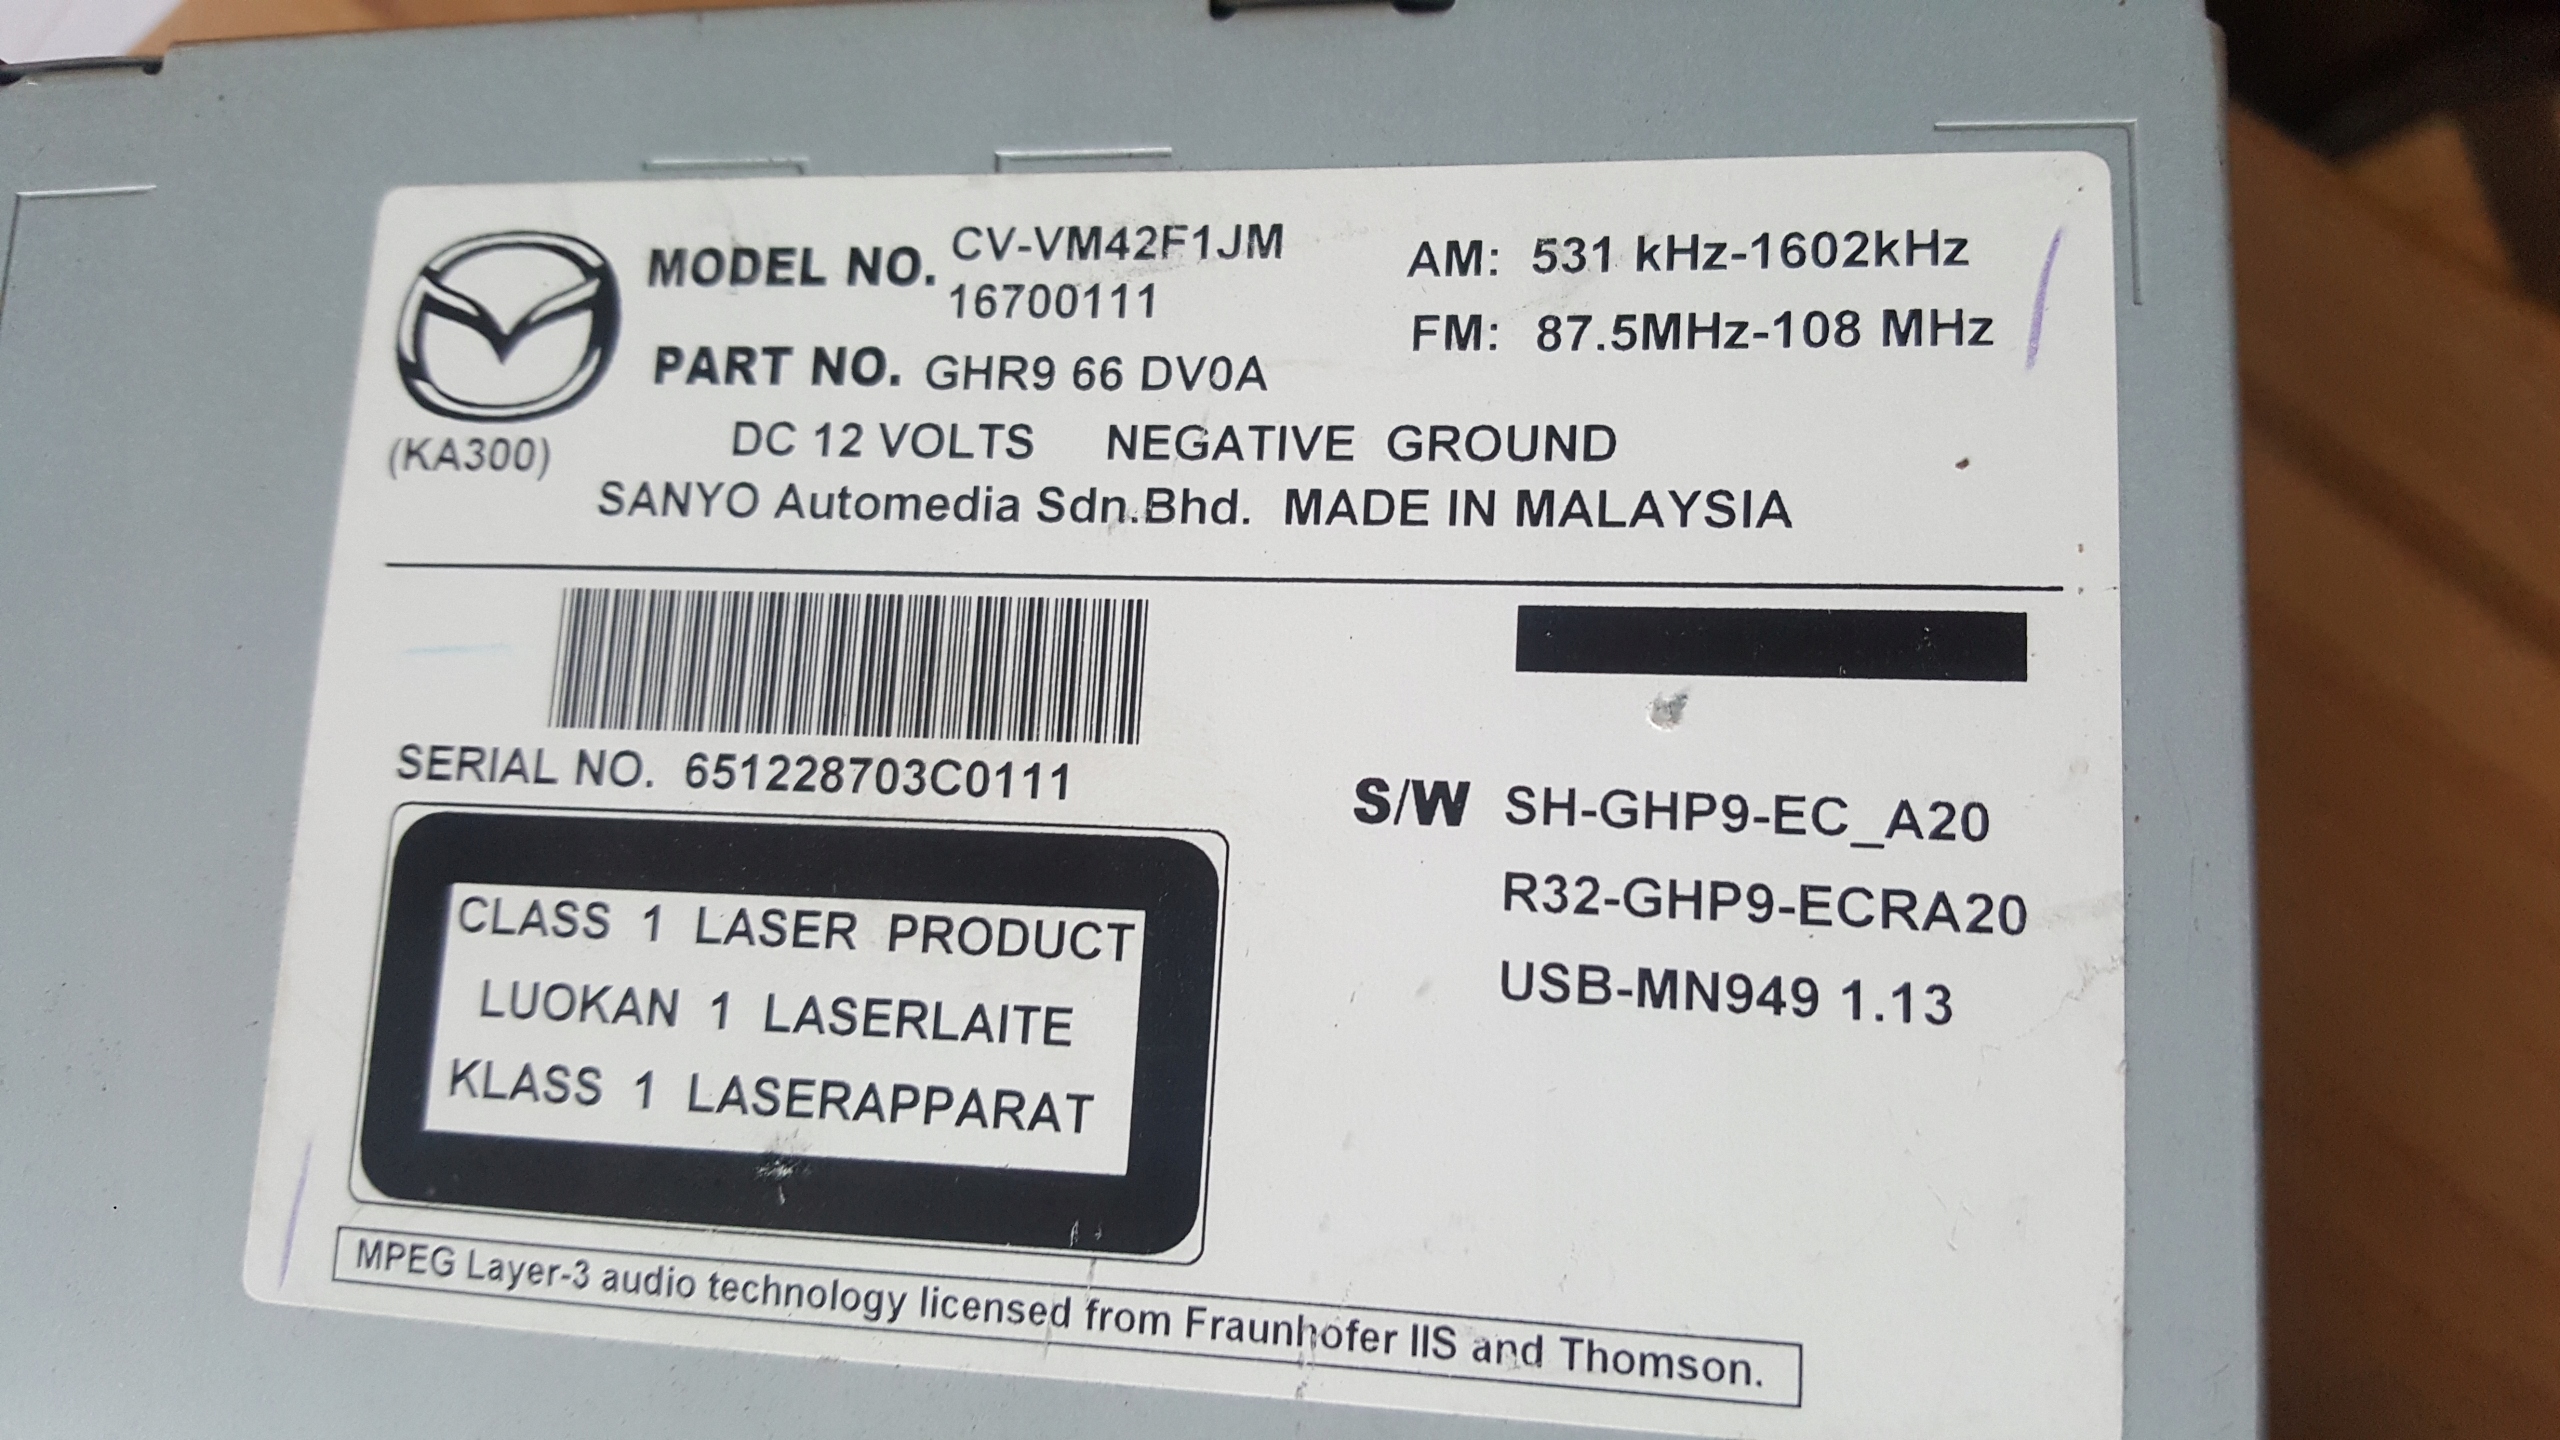 MODEL NO. CV-VM42F1JM
16700111
PART NO. GHR9 66 DV0A
AM: 531 kHz-1602kHz
FM: 87.5MHz-108 MHz
(KA300)
DC 12 VOLTS NEGATIVE GROUND
SANYO Automedia Sdn.Bhd. MADE IN MALAYSIA
SERIAL NO. 651228703C0111
S/W SH-GHP9-EC_A20
R32-GHP9-ECRA20
USB-MN949 1.13
CLASS 1 LASER PRODUCT
LUOKAN 1 LASERLAITE
KLASS 1 LASERAPPARAT
MPEG Layer-3 audio technology licensed from Fraunhofer IIS and Thomson.